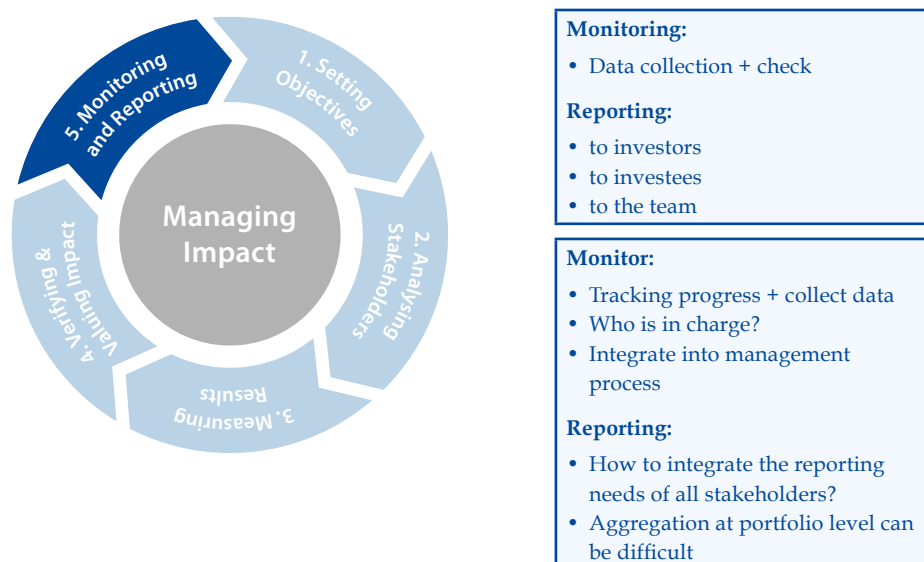 1. Setting
Objectives
2. Analysing
Stakeholders
3. Measuring
Results
4. Verifying &
Valuing Impact
5. Monitoring
and Reporting
Managing
Impact
Monitoring:
• Data collection + check
Reporting:
• to investors
• to investees
• to the team
Monitor:
• Tracking progress + collect data
• Who is in charge?
• Integrate into management
process
Reporting:
• How to integrate the reporting
needs of all stakeholders?
• Aggregation at portfolio level can
be difficult